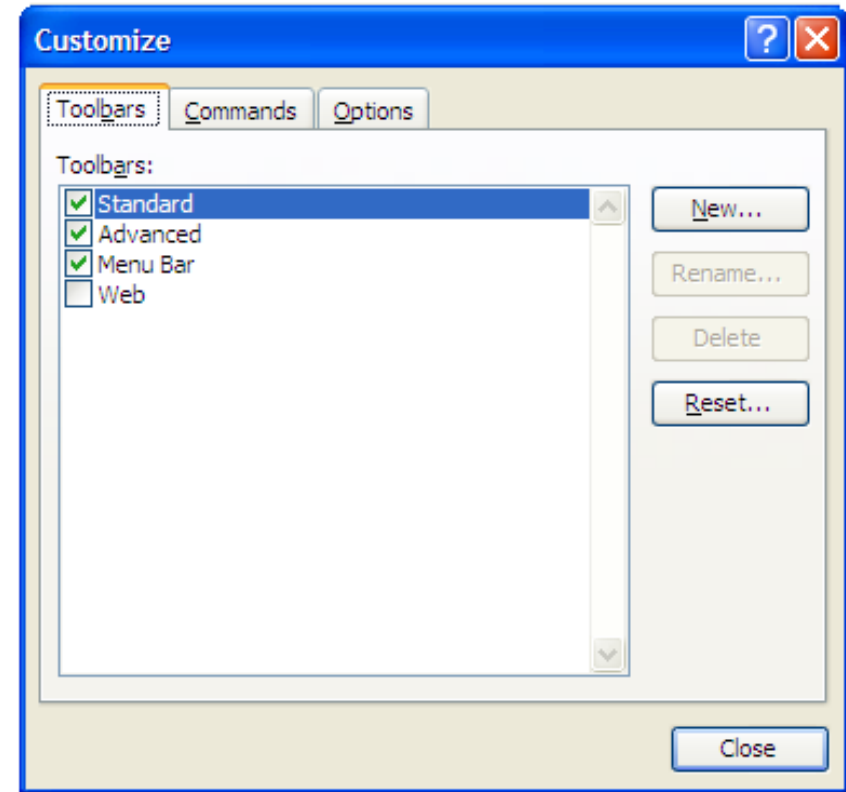 Customize
Toolbars Commands Options
Toolbars:
Standard
Advanced
Menu Bar
Web
New...
Rename...
Delete
Reset...
Close